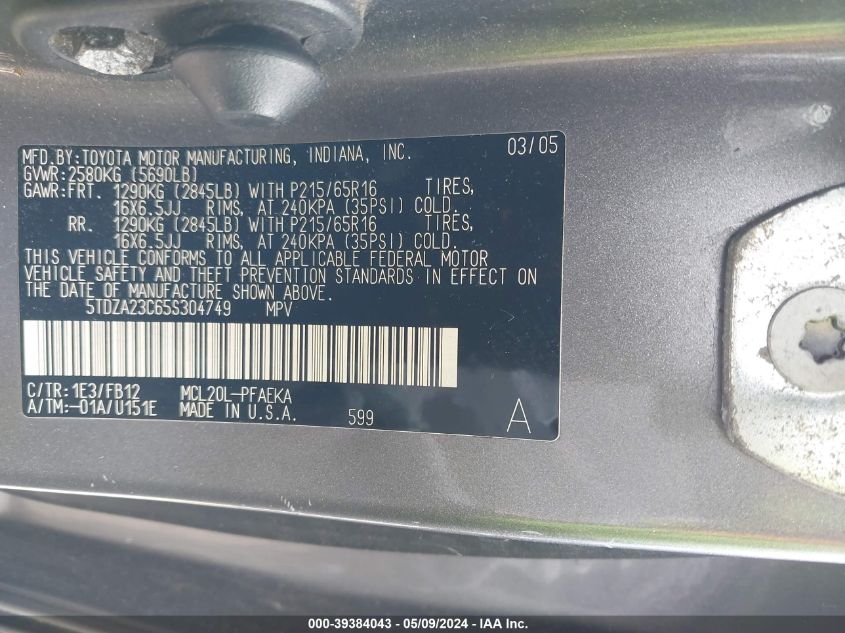 MFD.BY:TOYOTA MOTOR MANUFACTURING, INDIANA, INC. 03/05
GVWR:2580KG (5690LB)
GAWR:FRT. 1290KG (2845LB) WITH P215/65R16 TIRES,
16X6.5JJ RIMS, AT 240KPA (35PSI) COLD.
RR. 1290KG (2845LB) WITH P215/65R16 TIRES,
16X6.5JJ RIMS, AT 240KPA (35PSI) COLD.
THIS VEHICLE CONFORMS TO ALL APPLICABLE FEDERAL MOTOR
VEHICLE SAFETY AND THEFT PREVENTION STANDARDS IN EFFECT ON
THE DATE OF MANUFACTURE SHOWN ABOVE.
5TDZA23C65S304749 MPV
C/TR:1E3/FB12 MCL20L-PFAEKA
A/TM:-01A/U151E MADE IN U.S.A.
599 A
000-39384043 - 05/09/2024 - IAA Inc.